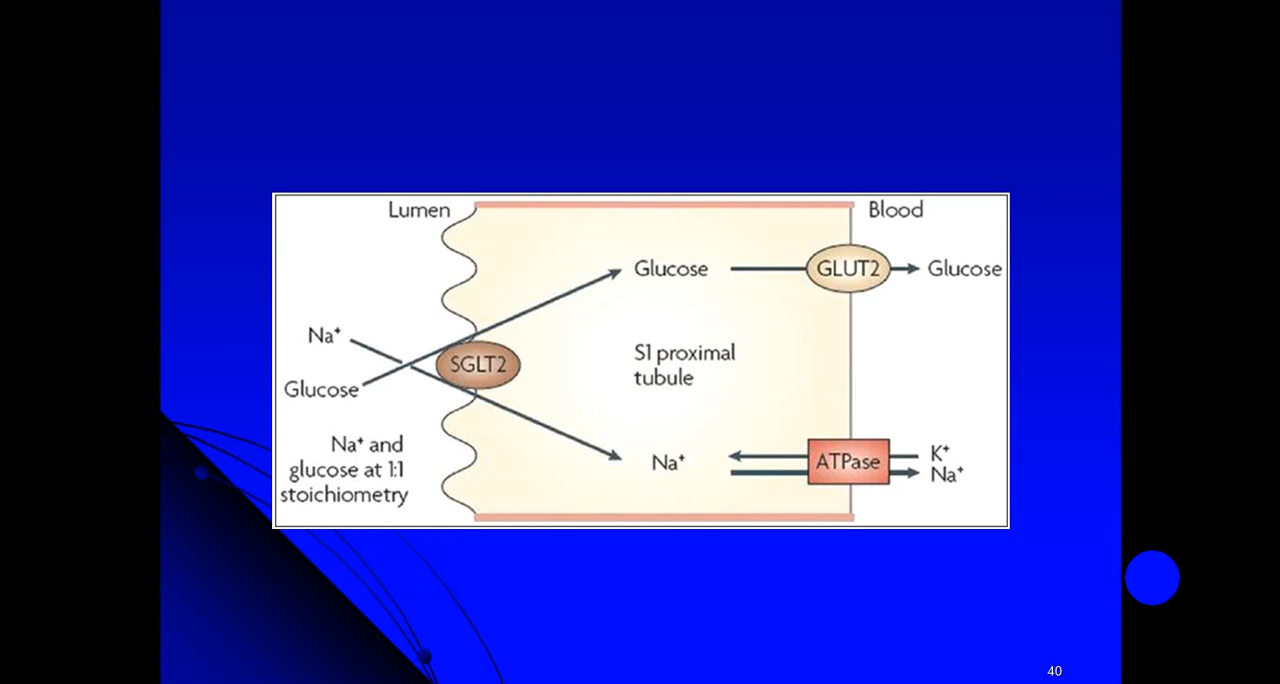 Lumen
Blood
Glucose
GLUT2
Glucose
Na⁺
SGLT2
Glucose
S1 proximal
tubule
Na⁺ and
glucose at 1:1
stoichiometry
Na⁺
ATPase
K⁺
Na⁺
40